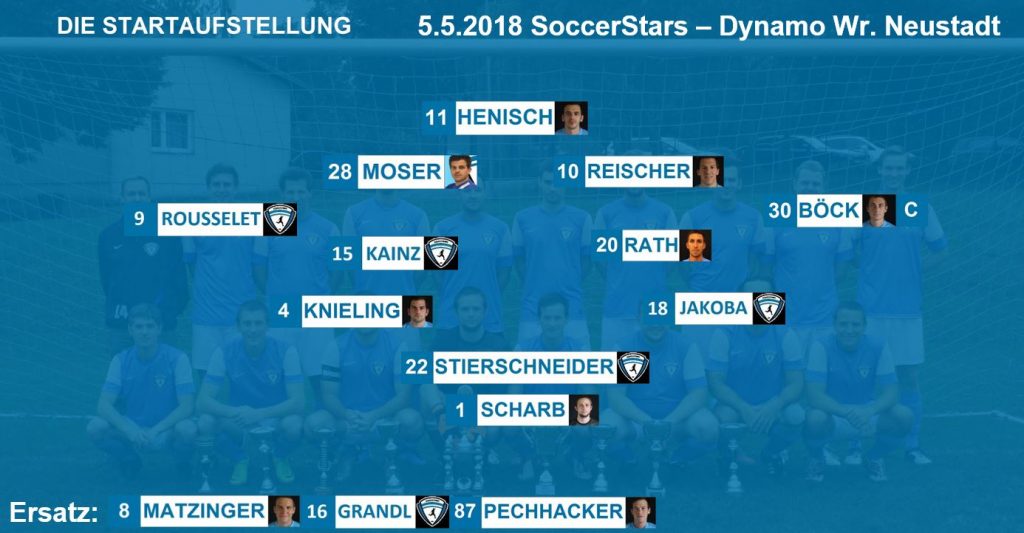 DIE STARTAUFSTELLUNG 5.5.2018 SoccerStars – Dynamo Wr. Neustadt
11 HENISCH
28 MOSER 10 REISCHER
9 ROUSSELET 30 BÖCK C
15 KAINZ 20 RATH
4 KNIELING 18 JAKOBA
22 STIERSCHNEIDER
1 SCHARB
Ersatz: 8 MATZINGER 16 GRANDL 87 PECHHACKER